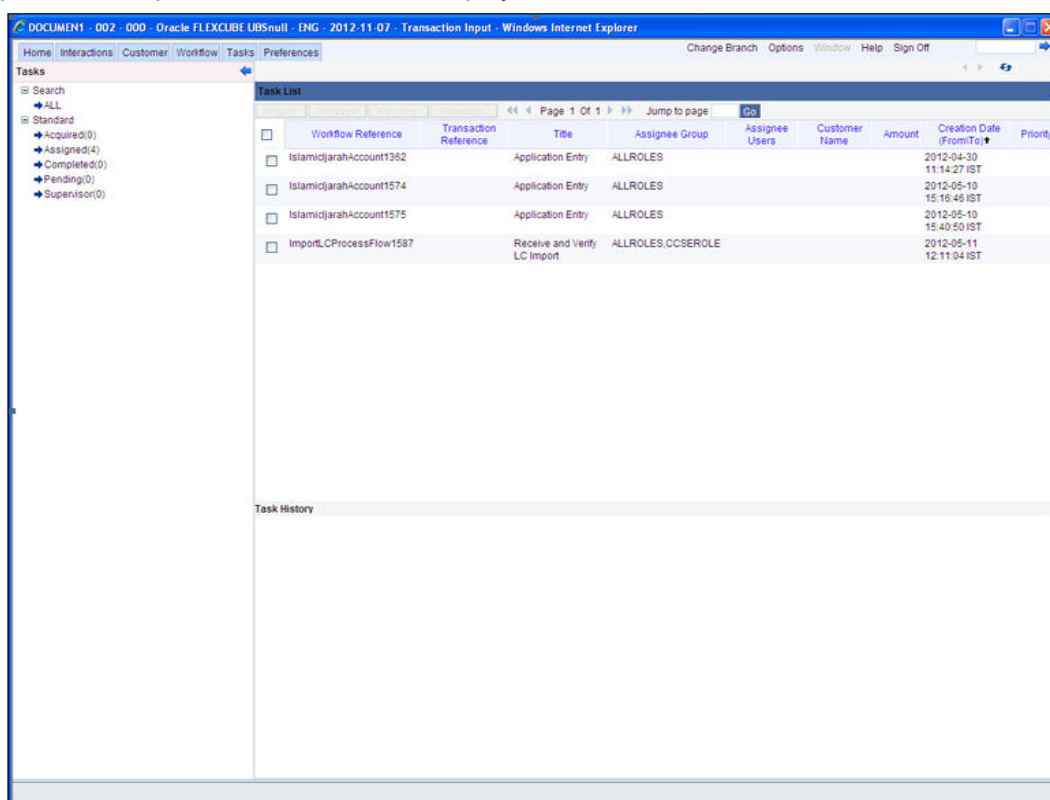 DOCUMEN1 - 002 - 000 - Oracle FLEXCUBE UBSnull - ENG - 2012-11-07 - Transaction Input - Windows Internet Explorer
Home Interactions Customer Workflow Tasks Preferences
Change Branch Options Window Help Sign Off
Tasks
Search
ALL
Standard
Acquired(0)
Assigned(4)
Completed(0)
Pending(0)
Supervisor(0)
Task List
Page 1 Of 1 Jump to page Go
Workflow Reference Transaction Reference Title Assignee Group Assignee Users Customer Name Amount Creation Date (From|To) Priority
IslamicIjarahAccount1362 Application Entry ALLROLES 2012-04-30
11:14:27 IST
IslamicIjarahAccount1574 Application Entry ALLROLES 2012-05-10
15:16:46 IST
IslamicIjarahAccount1575 Application Entry ALLROLES 2012-05-10
15:40:50 IST
ImportLCProcessFlow1587 Receive and Verify ALLROLES,CCSEROLE 2012-05-11
LC Import 12:11:04 IST
Task History